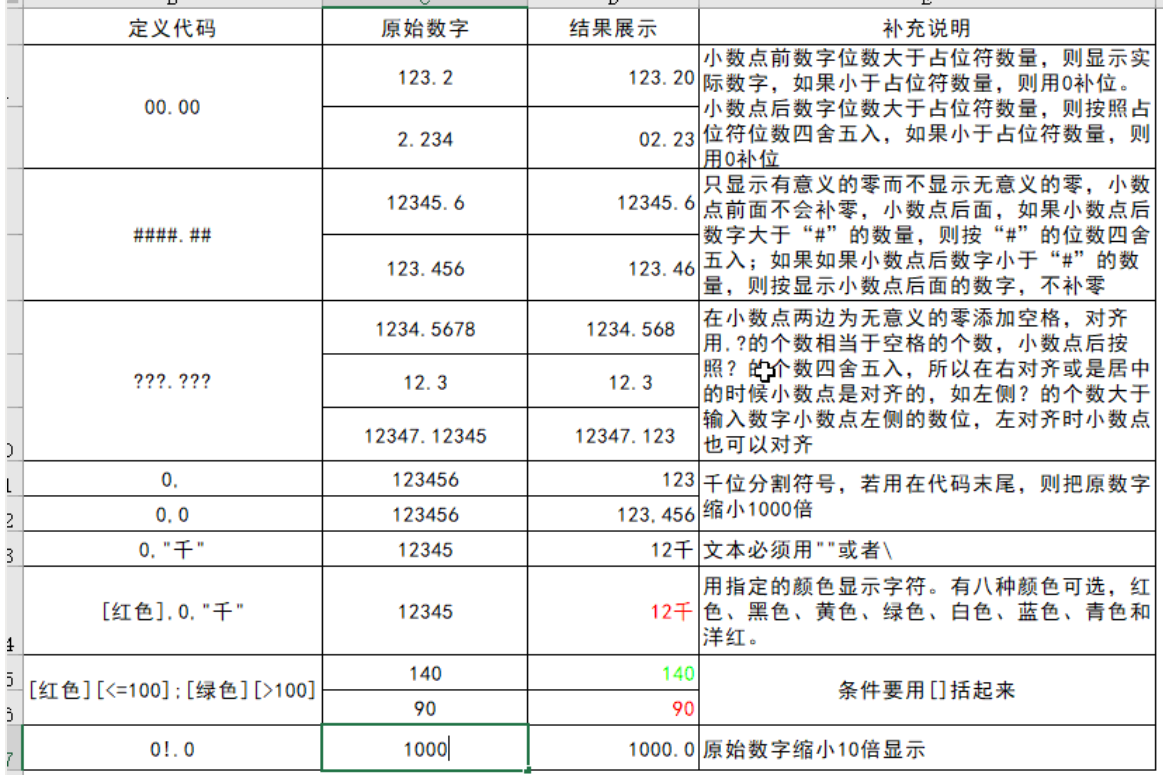 定义代码 原始数字 结果展示 补充说明
00.00
123.2 123.20
2.234 02.23
小数点前数字位数大于占位符数量，则显示实
际数字，如果小于占位符数量，则用0补位。
小数点后数字位数大于占位符数量，则按照占
位符位数四舍五入，如果小于占位符数量，则
用0补位
####.##
12345.6 12345.6
123.456 123.46
只显示有意义的零而不显示无意义的零，小数
点前面不会补零，小数点后面，如果小数点后
数字大于“#”的数量，则按“#”的位数四舍
五入；如果如果小数点后数字小于“#”的数
量，则按显示小数点后面的数字，不补零
???.???
1234.5678 1234.568
12.3 12.3
12347.12345 12347.123
在小数点两边为无意义的零添加空格，对齐
用.?的个数相当于空格的个数，小数点后按
照？的个数四舍五入，所以在右对齐或是居中
的时候小数点是对齐的，如左侧？的个数大于
输入数字小数点左侧的数位，左对齐时小数点
也可以对齐
0, 123456 123
0,0 123456 123,456
千位分割符号，若用在代码末尾，则把原数字
缩小1000倍
0,"千" 12345 12千 文本必须用""或者\
[红色],0,"千" 12345 12千
用指定的颜色显示字符。有八种颜色可选，红
色、黑色、黄色、绿色、白色、蓝色、青色和
洋红。
[红色][<=100];[绿色][>100]
140 140
90 90
条件要用[]括起来
0!.0 1000 1000.0 原始数字缩小10倍显示